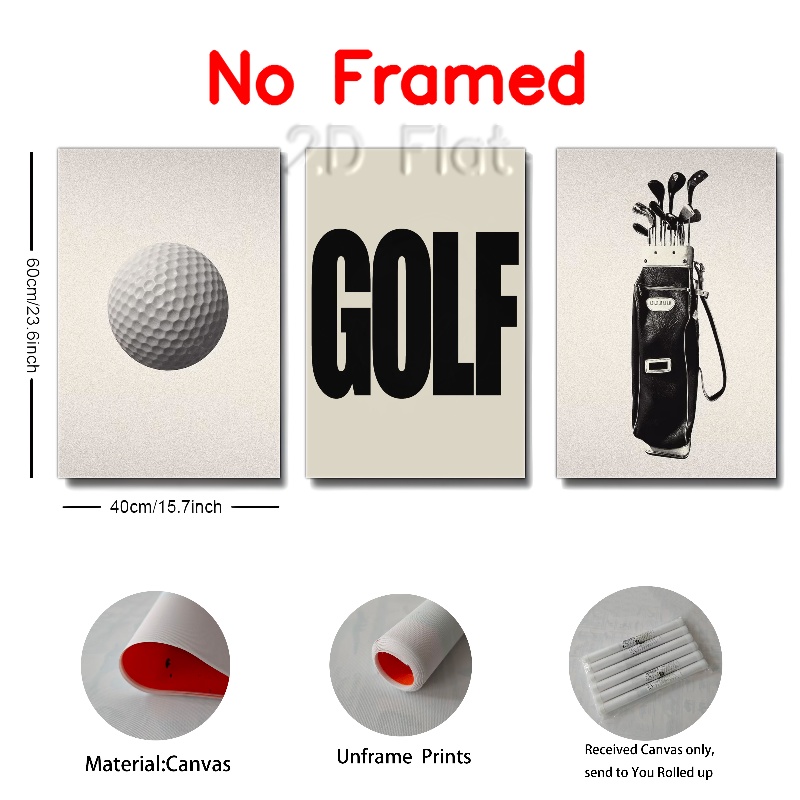 No Framed
2D Flat
60cm/23.6inch
GOLF
40cm/15.7inch
Material:Canvas
Unframe Prints
Received Canvas only,
send to You Rolled up